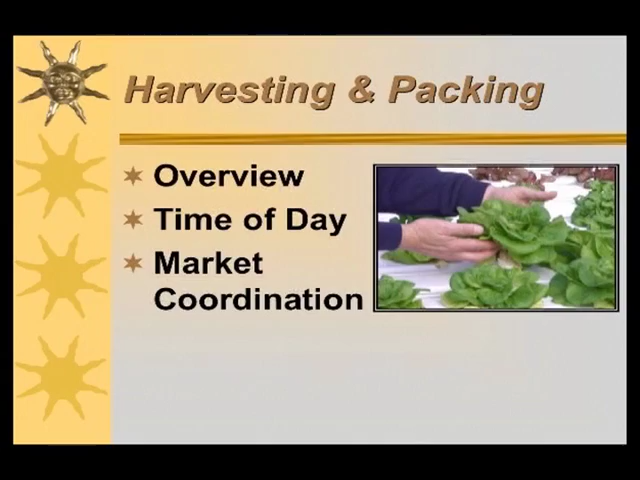 Harvesting & Packing
Overview
Time of Day
Market
Coordination